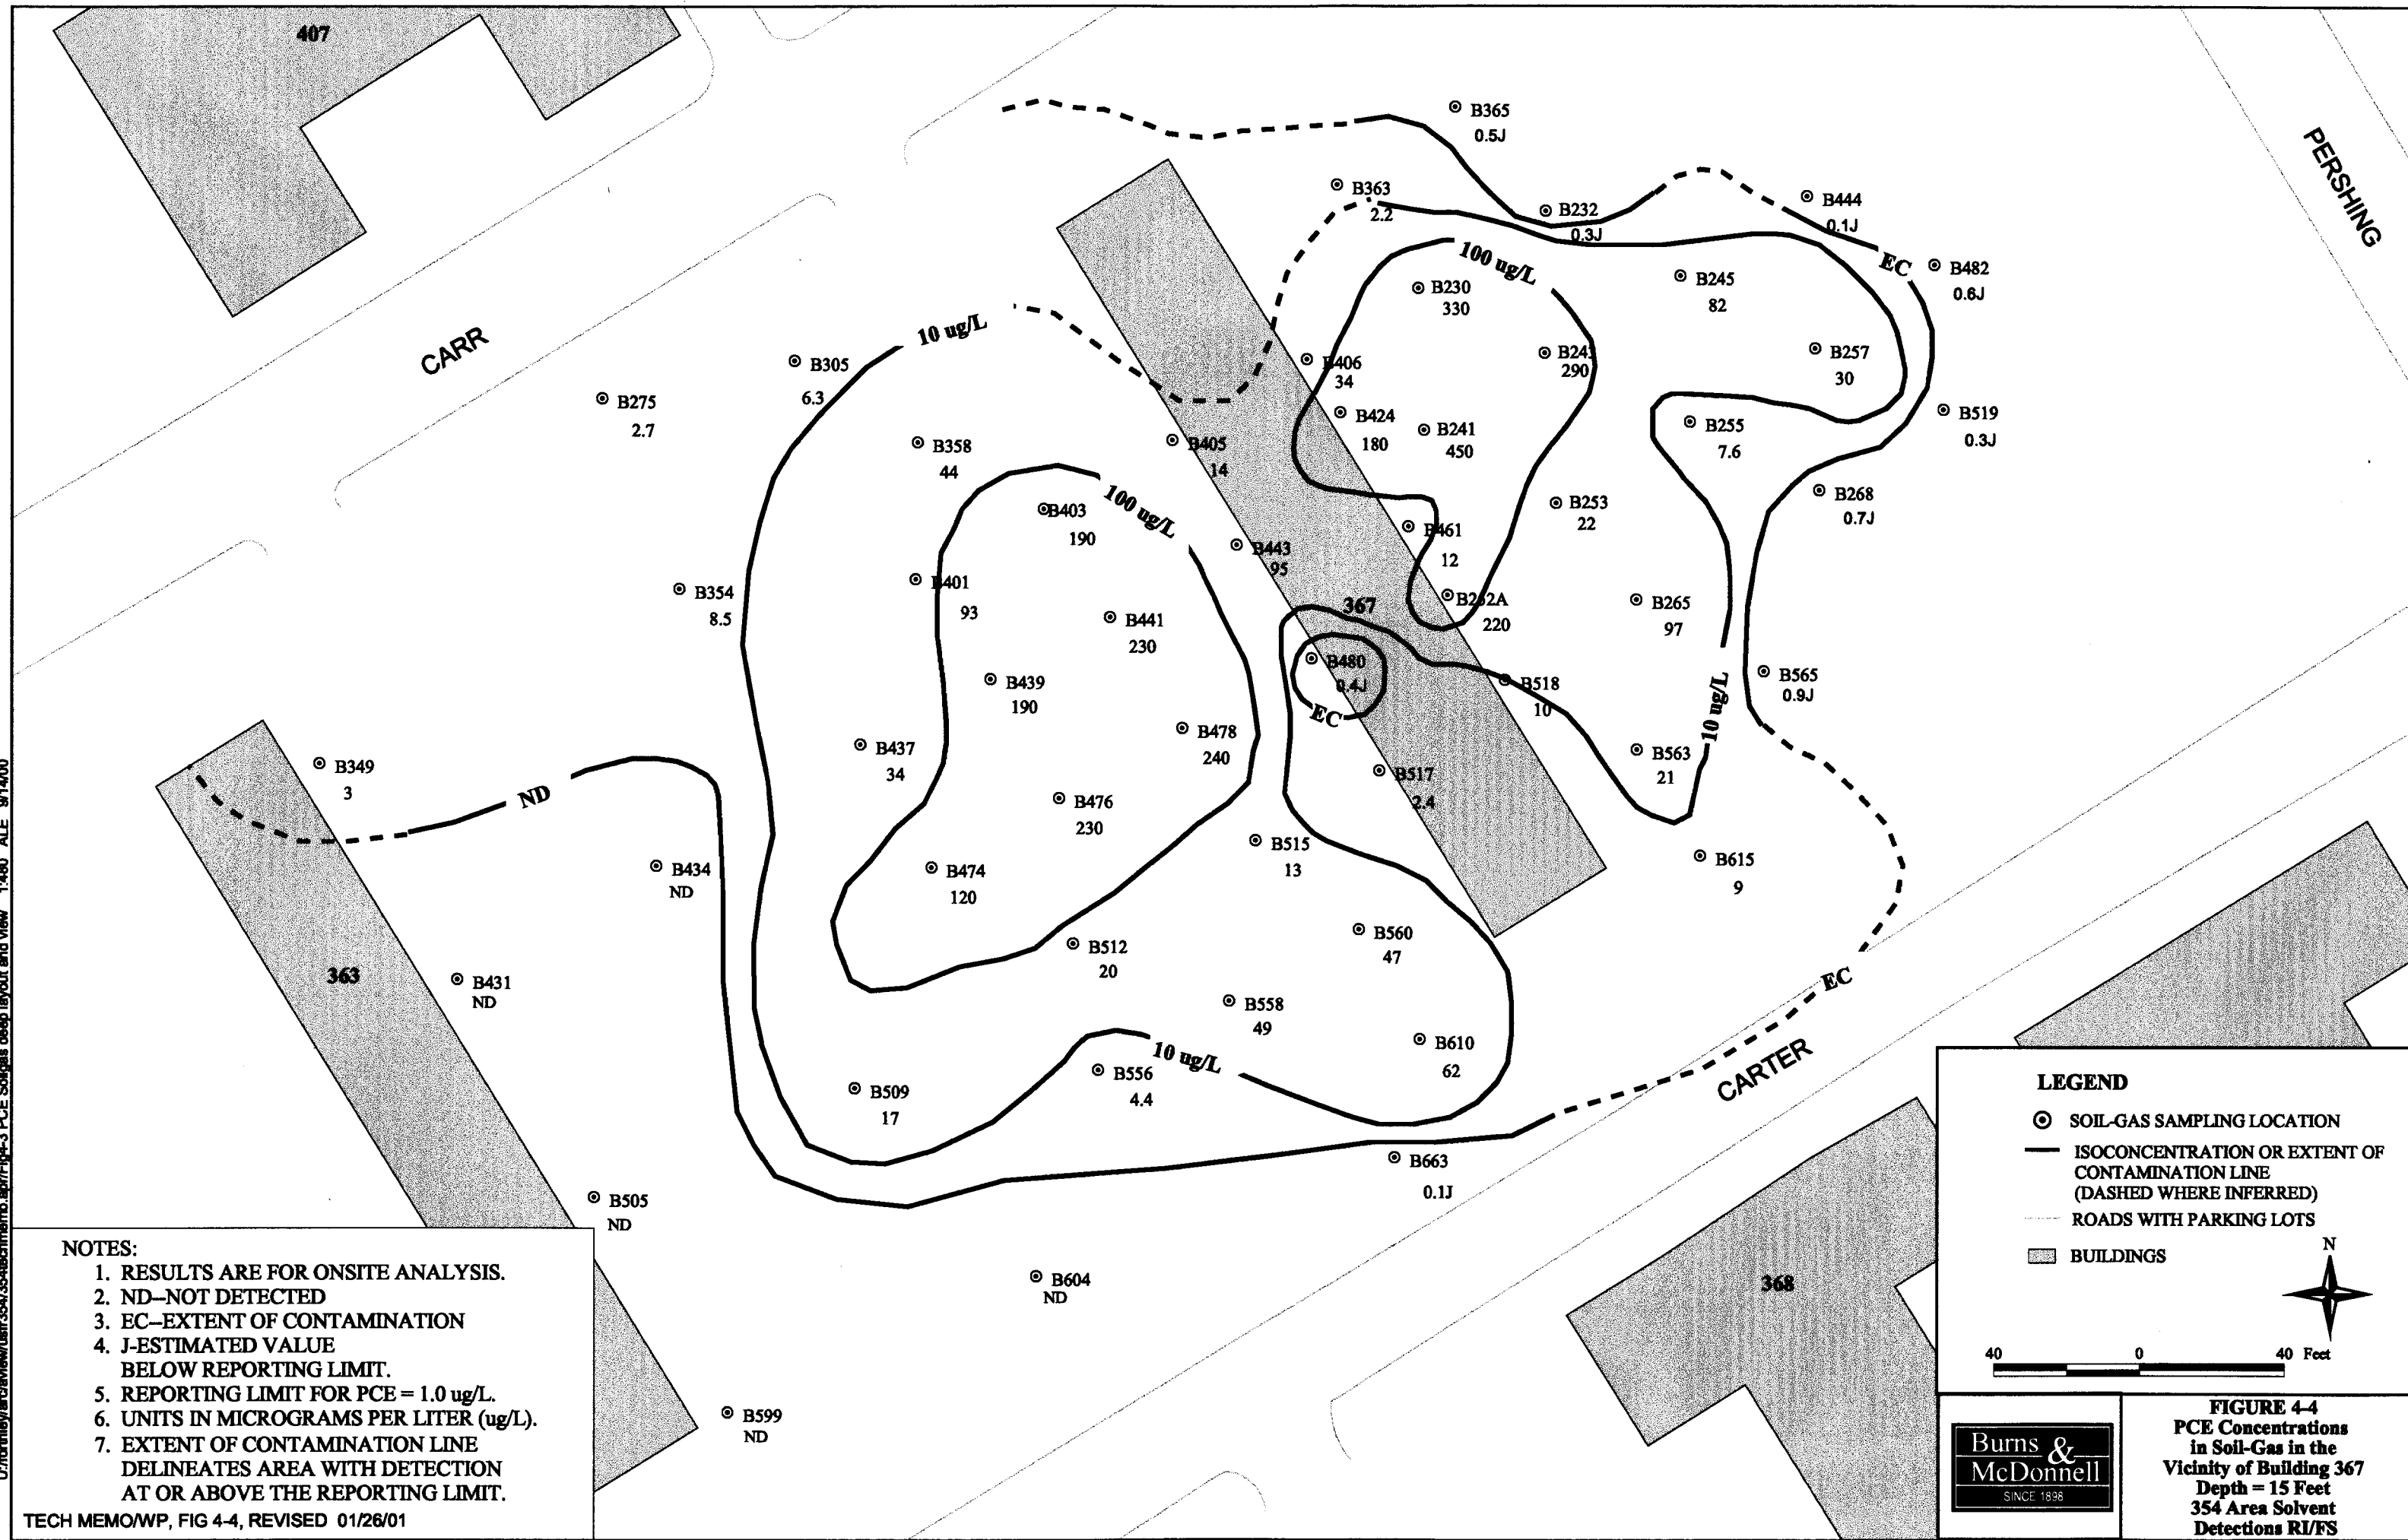 407
CARR
PERSHING
B365
0.5J
B363
2.2
B232
0.3J
B444
0.1J
EC
B482
0.6J
100 ug/L
B230
330
B245
82
10 ug/L
B305
6.3
B275
2.7
B406
34
290
B257
30
B358
44
B405
14
B424
180
B241
450
B255
7.6
B519
0.3J
B403
190
100 ug/L
B443
95
B461
12
B253
22
B268
0.7J
B354
8.5
B401
93
B441
230
367
220
B265
97
B439
190
B480
0.4J
EC
B518
10
10 ug/L
B565
0.9J
B349
3
ND
B437
34
B478
240
B517
2.4
B563
21
B476
230
B434
ND
B474
120
B515
13
B615
9
363
B431
ND
B512
20
B560
47
EC
B558
49
B509
17
B556
4.4
10 ug/L
B610
62
CARTER
B663
0.1J
B505
ND
B604
ND
368
B599
ND
NOTES:
1. RESULTS ARE FOR ONSITE ANALYSIS.
2. ND--NOT DETECTED
3. EC--EXTENT OF CONTAMINATION
4. J-ESTIMATED VALUE
BELOW REPORTING LIMIT.
5. REPORTING LIMIT FOR PCE = 1.0 ug/L.
6. UNITS IN MICROGRAMS PER LITER (ug/L).
7. EXTENT OF CONTAMINATION LINE
DELINEATES AREA WITH DETECTION
AT OR ABOVE THE REPORTING LIMIT.
TECH MEMO/WP, FIG 4-4, REVISED 01/26/01
LEGEND
SOIL-GAS SAMPLING LOCATION
ISOCONCENTRATION OR EXTENT OF
CONTAMINATION LINE
(DASHED WHERE INFERRED)
ROADS WITH PARKING LOTS
BUILDINGS
N
40 0 40 Feet
Burns &
McDonnell
SINCE 1898
FIGURE 4-4
PCE Concentrations
in Soil-Gas in the
Vicinity of Building 367
Depth = 15 Feet
354 Area Solvent
Detections RI/FS